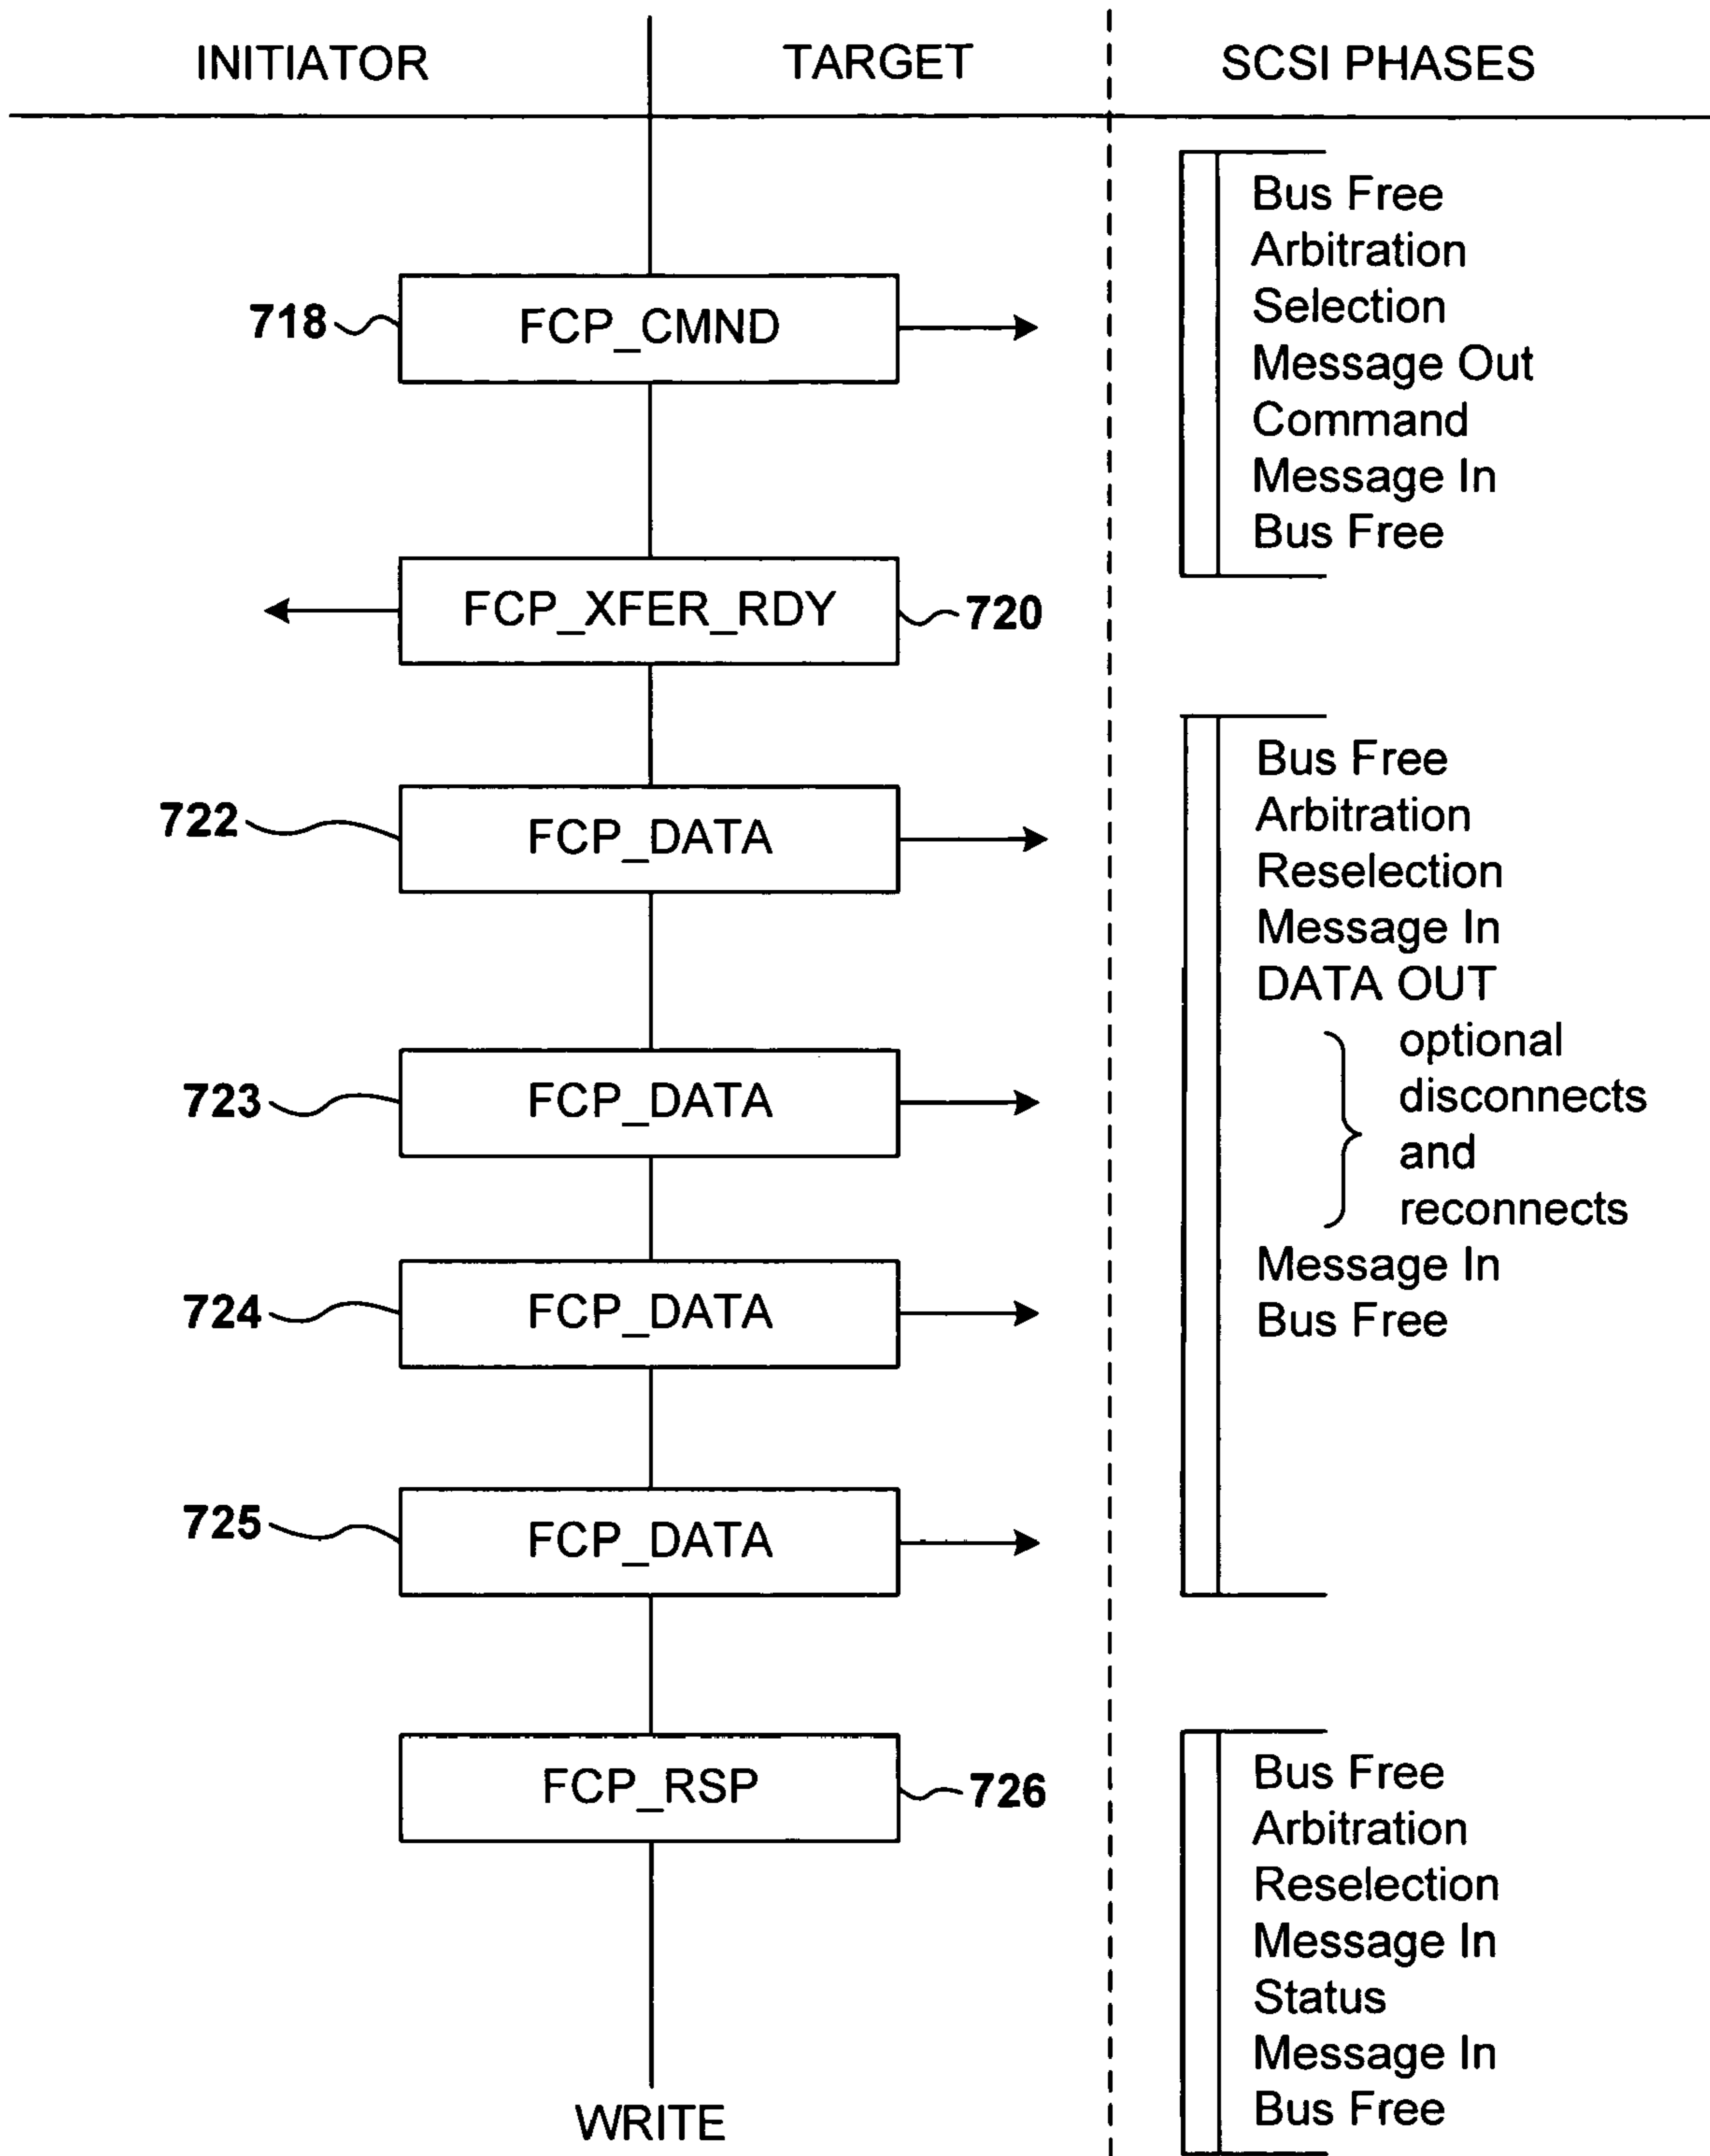 INITIATOR
TARGET
SCSI PHASES
718
FCP_CMND
Bus Free
Arbitration
Selection
Message Out
Command
Message In
Bus Free
FCP_XFER_RDY
720
722
FCP_DATA
723
FCP_DATA
724
FCP_DATA
725
FCP_DATA
Bus Free
Arbitration
Reselection
Message In
DATA OUT
optional
disconnects
and
reconnects
Message In
Bus Free
FCP_RSP
726
Bus Free
Arbitration
Reselection
Message In
Status
Message In
Bus Free
WRITE